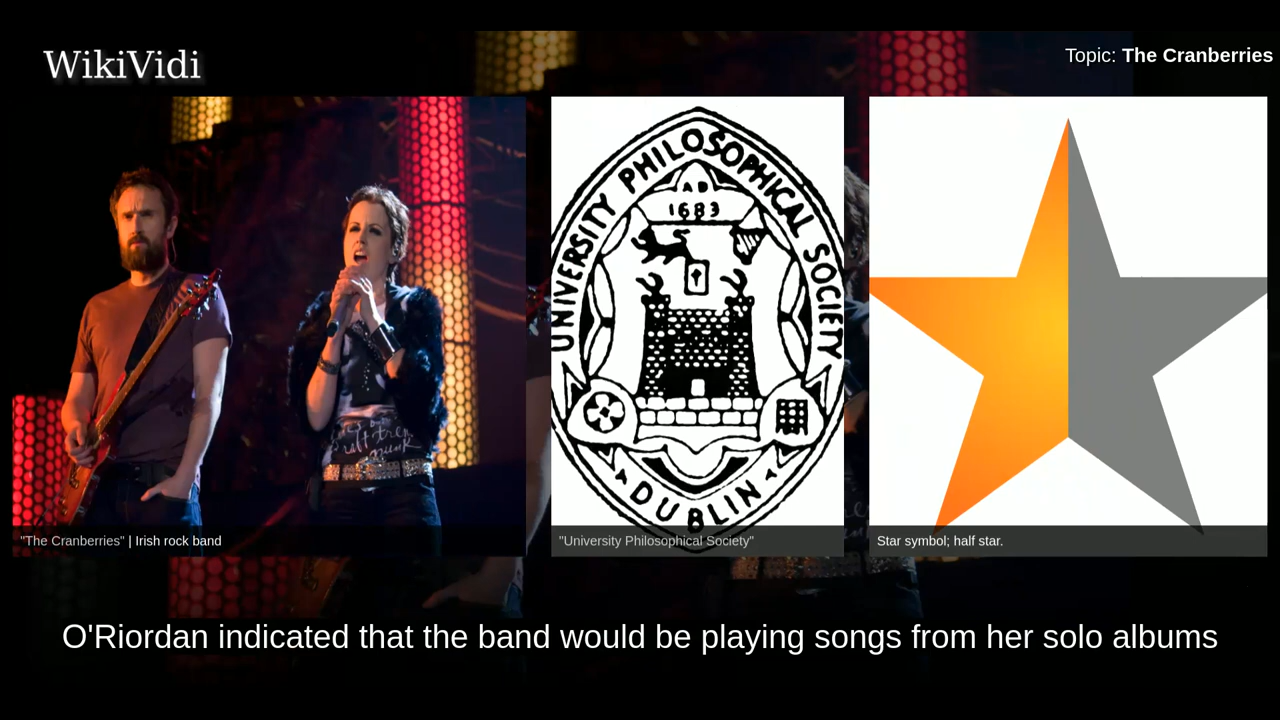 WikiVidi
Topic: The Cranberries
UNIVERSITY PHILOSOPHICAL SOCIETY
AD
1683
DUBLIN
"The Cranberries" | Irish rock band
"University Philosophical Society"
Star symbol; half star.
O'Riordan indicated that the band would be playing songs from her solo albums